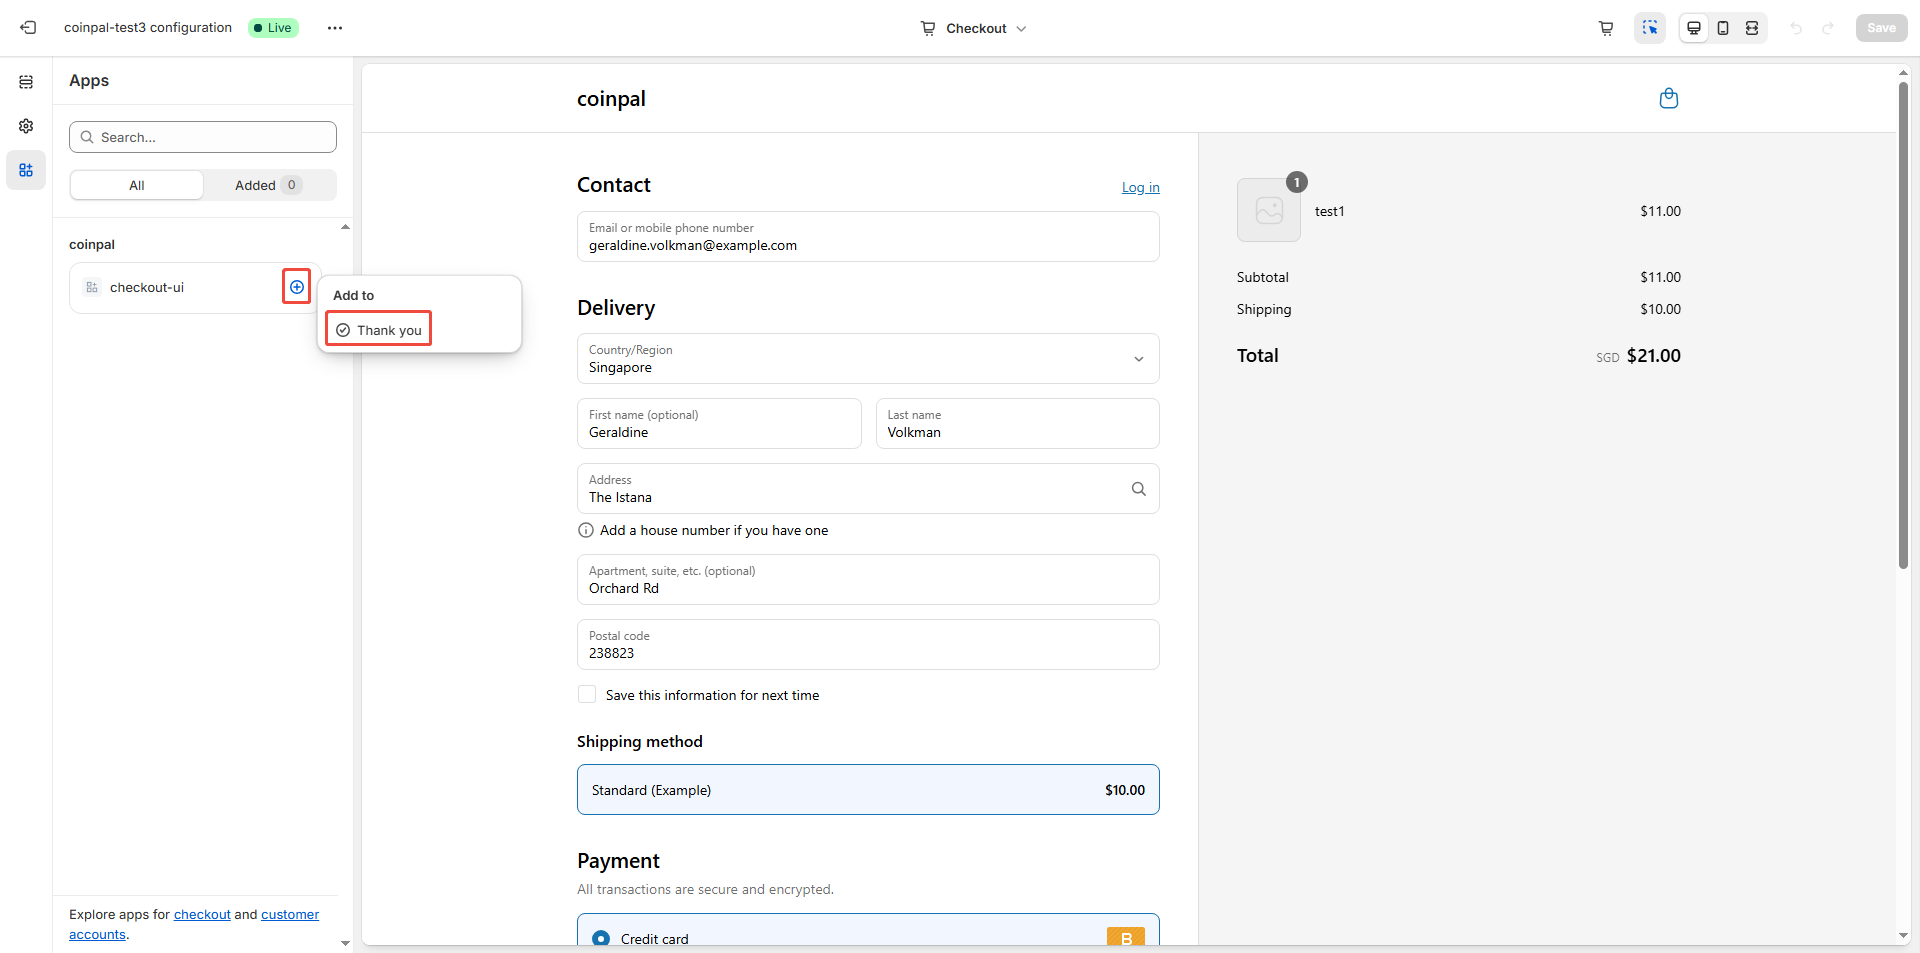 coinpal-test3 configuration
Live
Checkout
Save
Apps
Search...
All
Added 0
coinpal
checkout-ui
Add to
Thank you
Explore apps for checkout and customer
accounts.
coinpal
Contact
Log in
Email or mobile phone number
geraldine.volkman@example.com
Delivery
Country/Region
Singapore
First name (optional)
Geraldine
Last name
Volkman
Address
The Istana
Add a house number if you have one
Apartment, suite, etc. (optional)
Orchard Rd
Postal code
238823
Save this information for next time
Shipping method
Standard (Example)
$10.00
Payment
All transactions are secure and encrypted.
Credit card
B
1
test1
$11.00
Subtotal
$11.00
Shipping
$10.00
Total
SGD $21.00